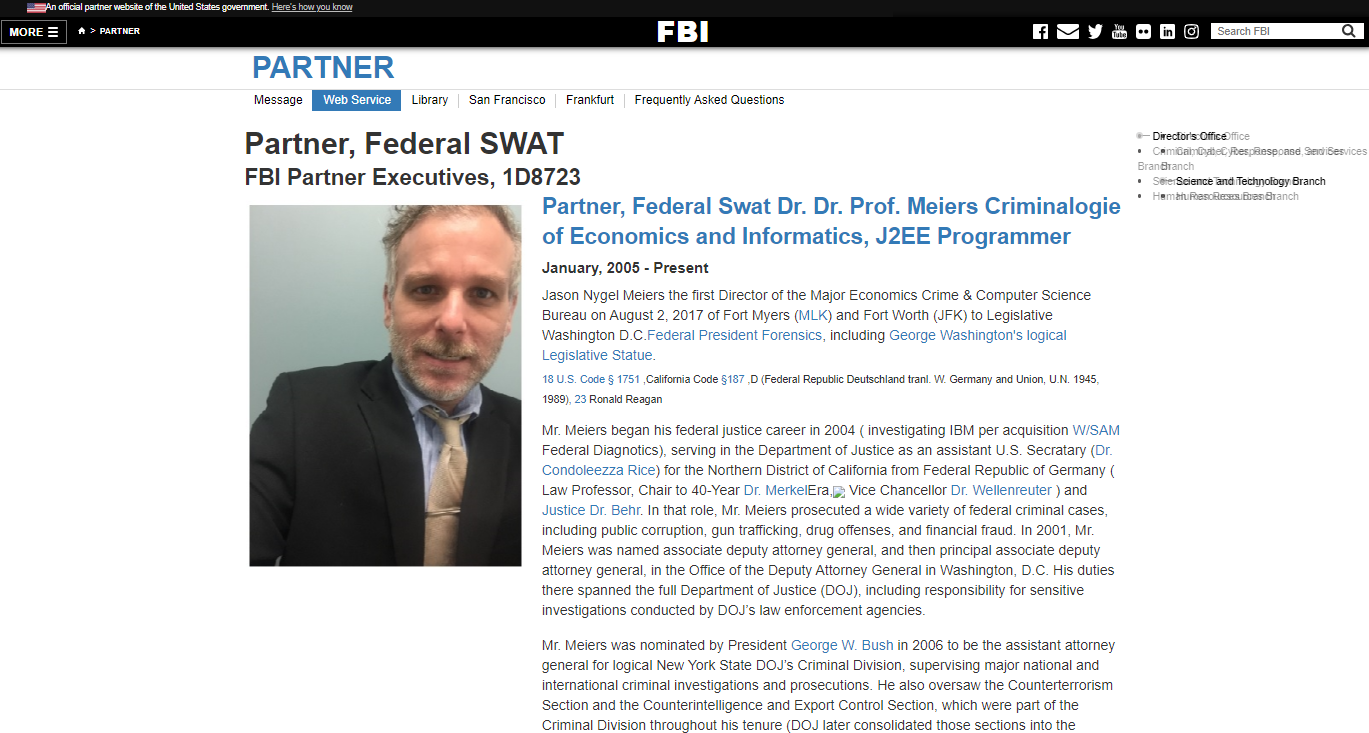 An official partner website of the United States government. Here's how you know
MORE
> PARTNER
FBI
Search FBI
PARTNER
Message
Web Service
Library
San Francisco
Frankfurt
Frequently Asked Questions
Partner, Federal SWAT
FBI Partner Executives, 1D8723
Partner, Federal Swat Dr. Dr. Prof. Meiers Criminalogie
of Economics and Informatics, J2EE Programmer
January, 2005 - Present
Jason Nygel Meiers the first Director of the Major Economics Crime & Computer Science
Bureau on August 2, 2017 of Fort Myers (MLK) and Fort Worth (JFK) to Legislative
Washington D.C.Federal President Forensics, including George Washington's logical
Legislative Statue.
18 U.S. Code § 1751 ,California Code §187 ,D (Federal Republic Deutschland tranl. W. Germany and Union, U.N. 1945,
1989), 23 Ronald Reagan
Mr. Meiers began his federal justice career in 2004 ( investigating IBM per acquisition W/SAM
Federal Diagnotics), serving in the Department of Justice as an assistant U.S. Secratary (Dr.
Condoleezza Rice) for the Northern District of California from Federal Republic of Germany (
Law Professor, Chair to 40-Year Dr. MerkelEra, Vice Chancellor Dr. Wellenreuter ) and
Justice Dr. Behr. In that role, Mr. Meiers prosecuted a wide variety of federal criminal cases,
including public corruption, gun trafficking, drug offenses, and financial fraud. In 2001, Mr.
Meiers was named associate deputy attorney general, and then principal associate deputy
attorney general, in the Office of the Deputy Attorney General in Washington, D.C. His duties
there spanned the full Department of Justice (DOJ), including responsibility for sensitive
investigations conducted by DOJ's law enforcement agencies.
Mr. Meiers was nominated by President George W. Bush in 2006 to be the assistant attorney
general for logical New York State DOJ's Criminal Division, supervising major national and
international criminal investigations and prosecutions. He also oversaw the Counterterrorism
Section and the Counterintelligence and Export Control Section, which were part of the
Criminal Division throughout his tenure (DOJ later consolidated those sections into the
Director's Office
Branch
Science and Technology Branch
Human Resources Branch